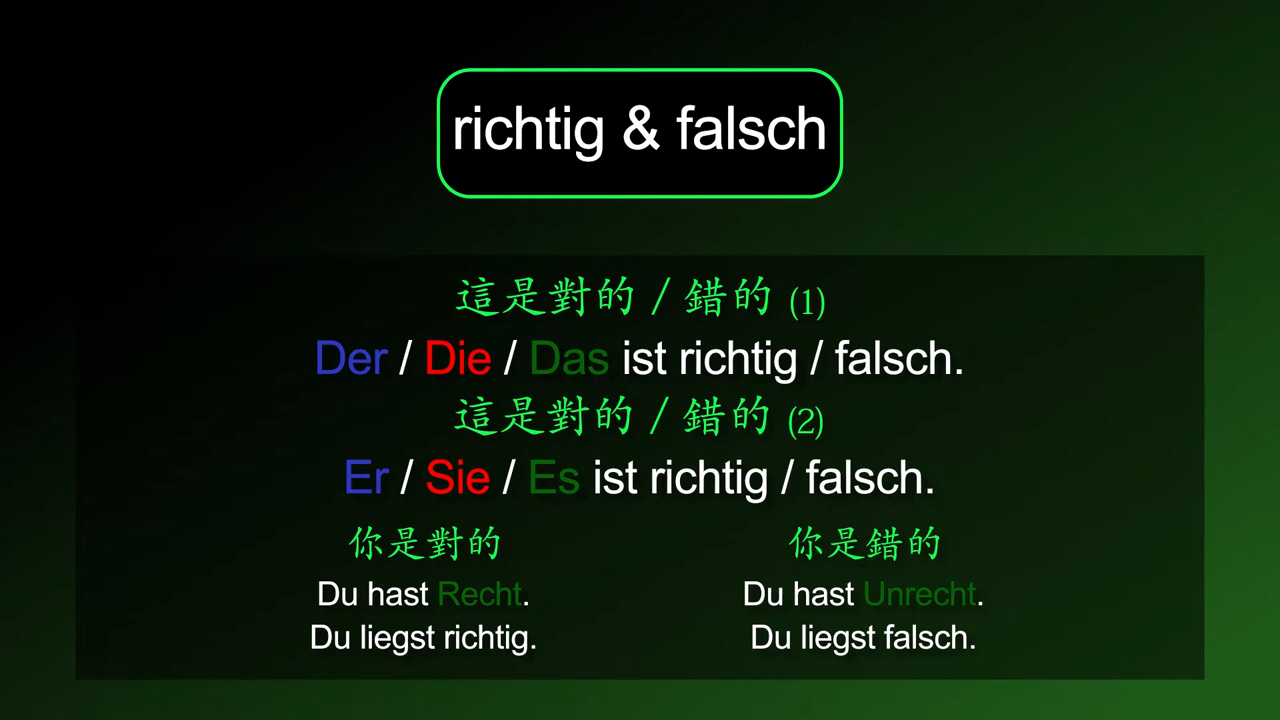 richtig & falsch
這是對的 / 錯的 (1)
Der / Die / Das ist richtig / falsch.
這是對的 / 錯的 (2)
Er / Sie / Es ist richtig / falsch.
你是對的
Du hast Recht.
Du liegst richtig.
你是錯的
Du hast Unrecht.
Du liegst falsch.